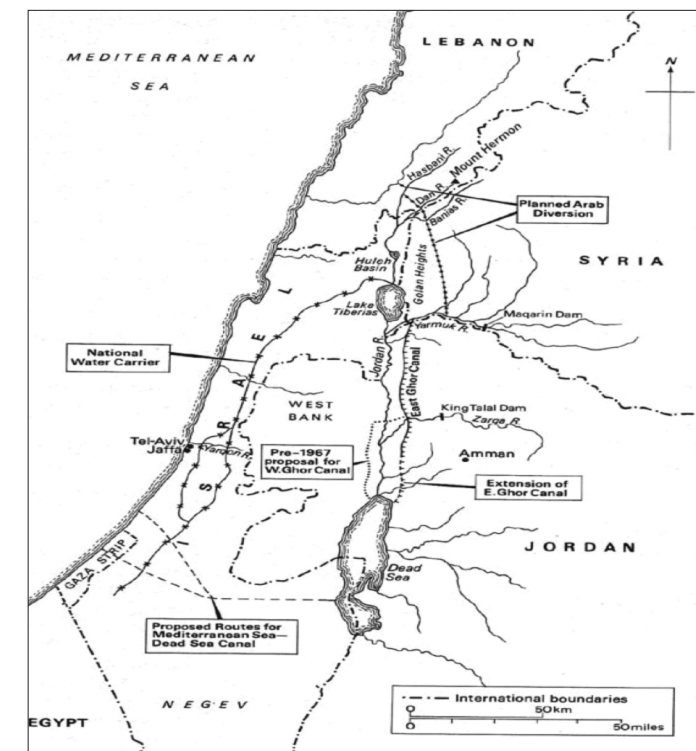 LEBANON
MEDITERRANEAN
SEA
N
Hasbani R.
Mount Hermon
Dan R.
Banias R.
Planned Arab
Diversion
SYRIA
Huleh
Basin
Golan Heights
Lake
Tiberias
Yarmuk R.
Maqarin Dam
National
Water Carrier
ISRAEL
Jordan R.
East Ghor Canal
WEST
BANK
King Talal Dam
Zarqa R.
Tel-Aviv
Jaffa
Yarqon R.
Pre-1967
proposal for
W.Ghor Canal
Amman
Extension of
E.Ghor Canal
JORDAN
GAZA STRIP
Dead
Sea
Proposed Routes for
Mediterranean Sea—
Dead Sea Canal
NEGEV
EGYPT
International boundaries
0 50km
0 50miles